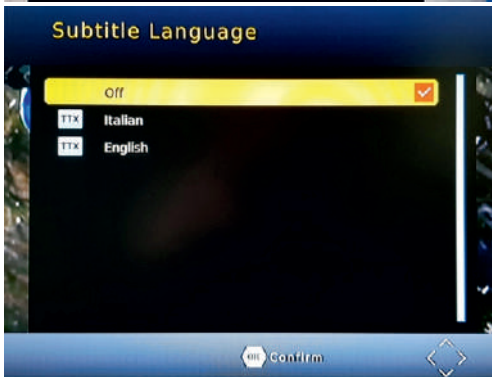 Subtitle Language
Off
TTX Italian
TTX English
OK Confirm